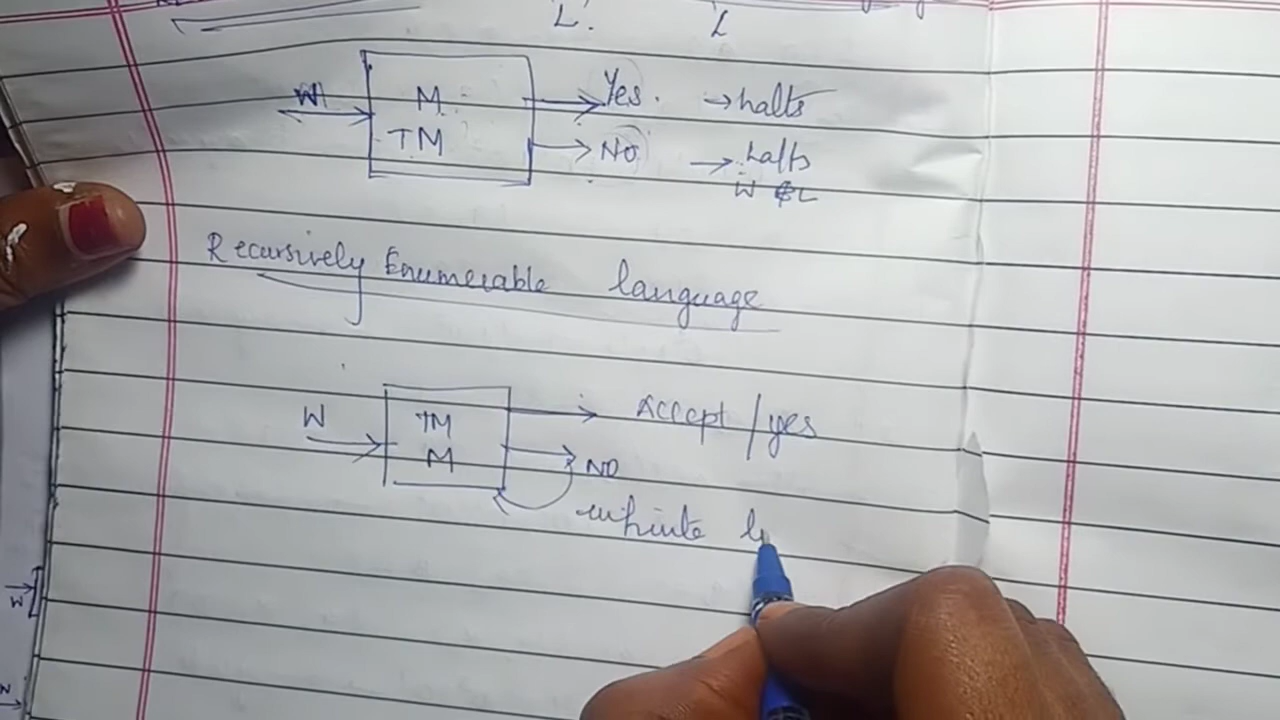 L. L
W M Yes. → halts
TM → No → halts
W ∉ L
Recursively Enumerable language
W TM → Accept / yes
M → NO
infinite l
W